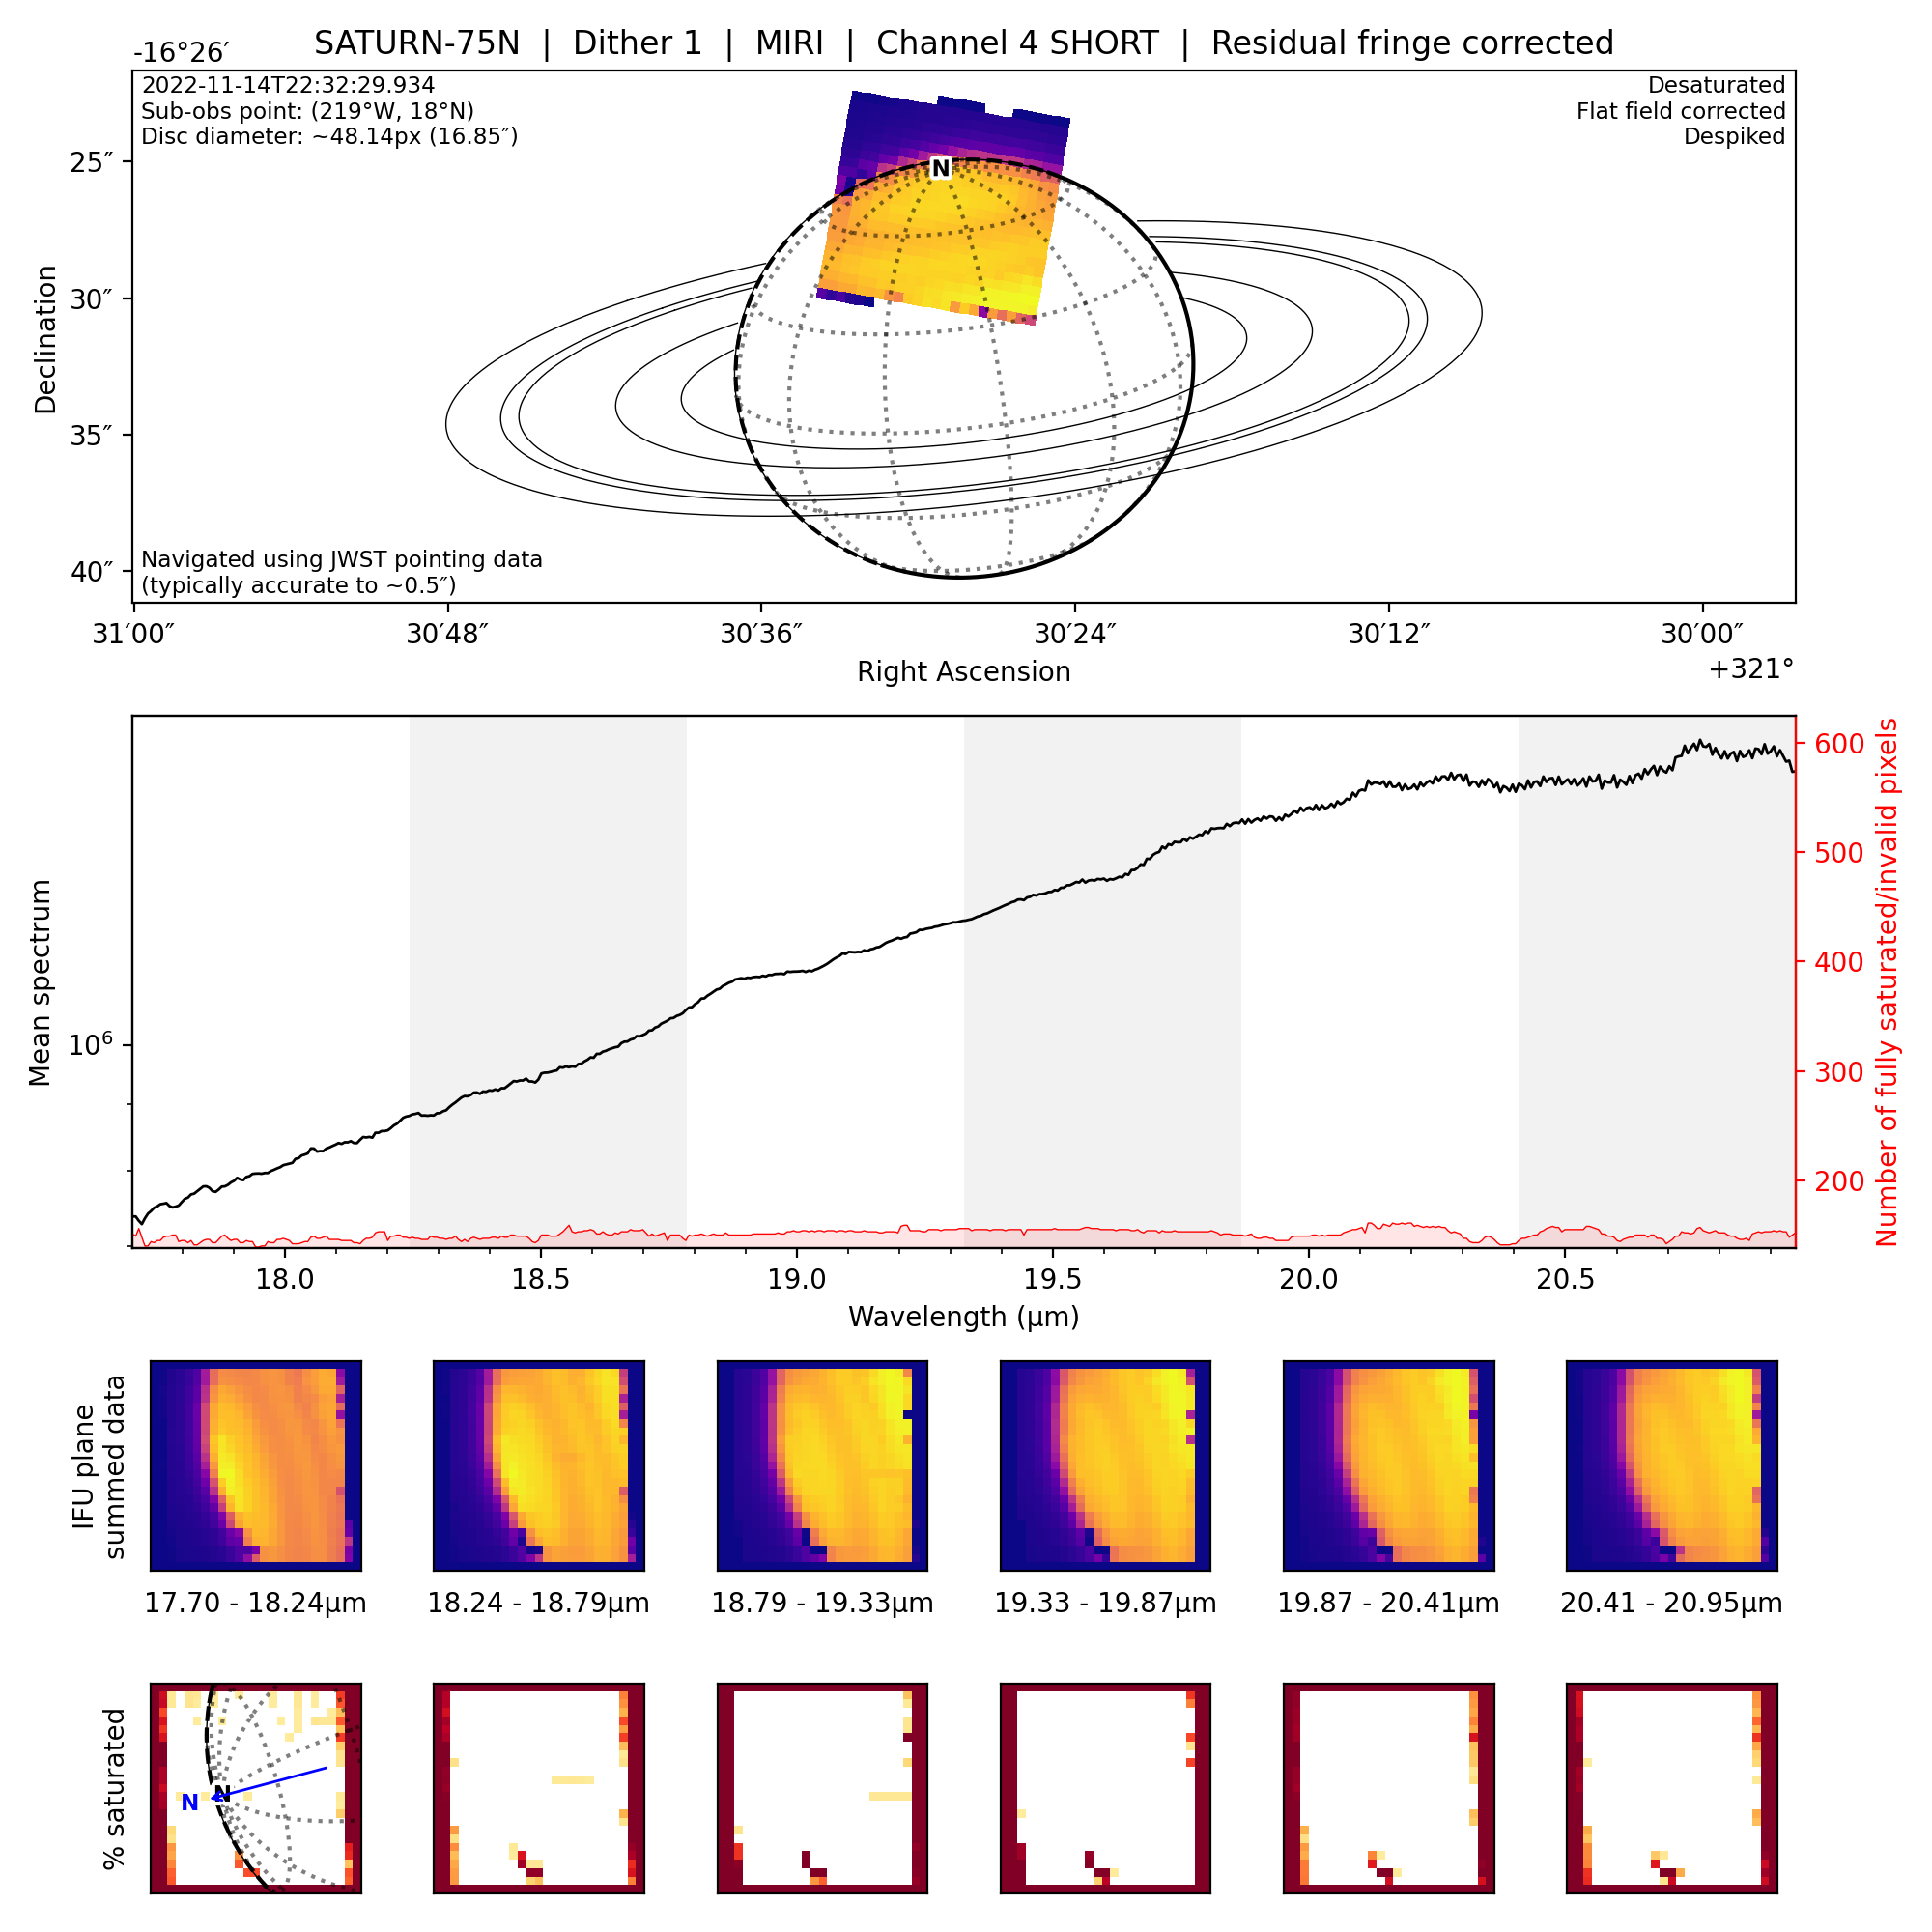 SATURN-75N | Dither 1 | MIRI | Channel 4 SHORT | Residual fringe corrected
-16°26′
2022-11-14T22:32:29.934
Sub-obs point: (219°W, 18°N)
Disc diameter: ~48.14px (16.85″)
Desaturated
Flat field corrected
Despiked
N
25″
30″
35″
40″
Declination
Navigated using JWST pointing data
(typically accurate to ~0.5″)
31′00″ 30′48″ 30′36″ 30′24″ 30′12″ 30′00″
Right Ascension
+321°
Mean spectrum
10⁶
600
500
400
300
200
Number of fully saturated/invalid pixels
18.0 18.5 19.0 19.5 20.0 20.5
Wavelength (µm)
IFU plane
summed data
17.70 - 18.24µm 18.24 - 18.79µm 18.79 - 19.33µm 19.33 - 19.87µm 19.87 - 20.41µm 20.41 - 20.95µm
% saturated
N
N